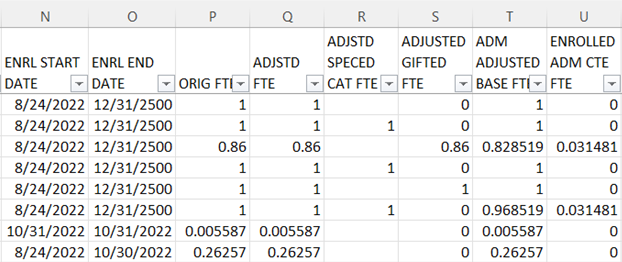 N O P Q R S T U
ADJSTD ADJUSTED ADM ENROLLED
ENRL START ENRL END ADJSTD SPECED GIFTED ADJUSTED ADM CTE
DATE DATE ORIG FTE FTE CAT FTE FTE BASE FTE FTE
8/24/2022 12/31/2500 1 1 0 1 0
8/24/2022 12/31/2500 1 1 1 0 1 0
8/24/2022 12/31/2500 0.86 0.86 0.86 0.828519 0.031481
8/24/2022 12/31/2500 1 1 1 0 1 0
8/24/2022 12/31/2500 1 1 1 1 0
8/24/2022 12/31/2500 1 1 1 0 0.968519 0.031481
10/31/2022 10/31/2022 0.005587 0.005587 0 0.005587 0
8/24/2022 10/30/2022 0.26257 0.26257 0 0.26257 0